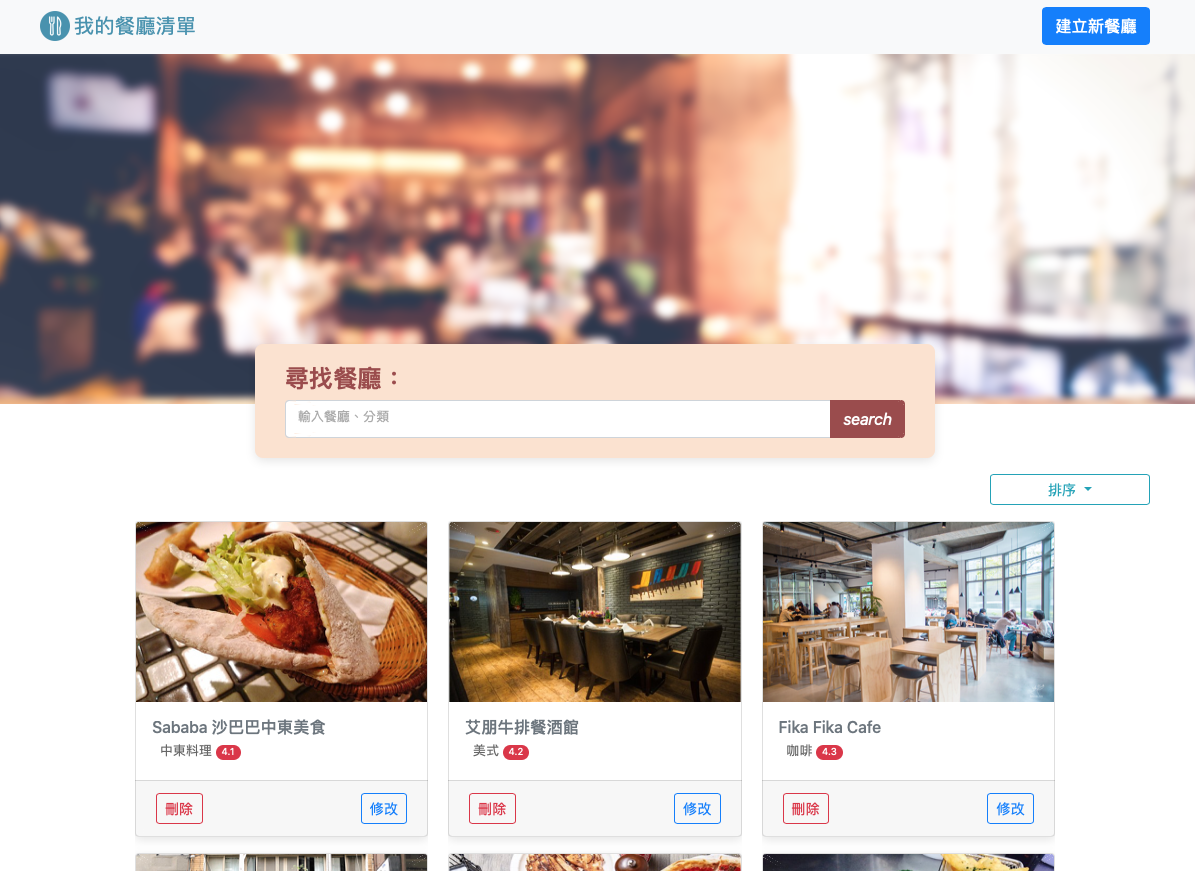 我的餐廳清單
建立新餐廳
尋找餐廳：
輸入餐廳、分類
search
排序
Sababa 沙巴巴中東美食
中東料理 4.1
刪除
修改
艾朋牛排餐酒館
美式 4.2
刪除
修改
Fika Fika Cafe
咖啡 4.3
刪除
修改